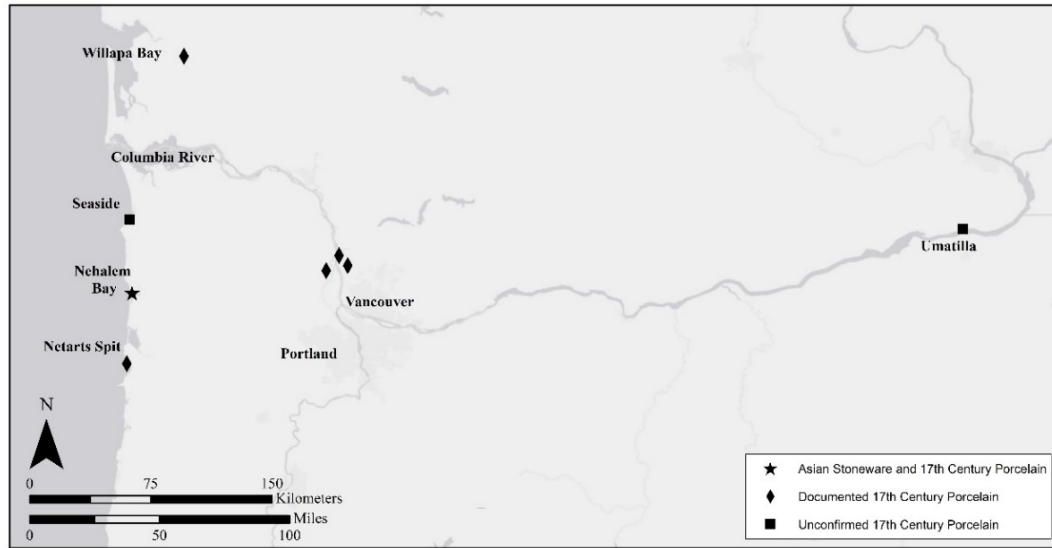 Willapa Bay
Columbia River
Seaside
Umatilla
Nehalem
Bay
Vancouver
Netarts Spit
Portland
N
0 75 150
Kilometers
Miles
0 50 100
Asian Stoneware and 17th Century Porcelain
Documented 17th Century Porcelain
Unconfirmed 17th Century Porcelain